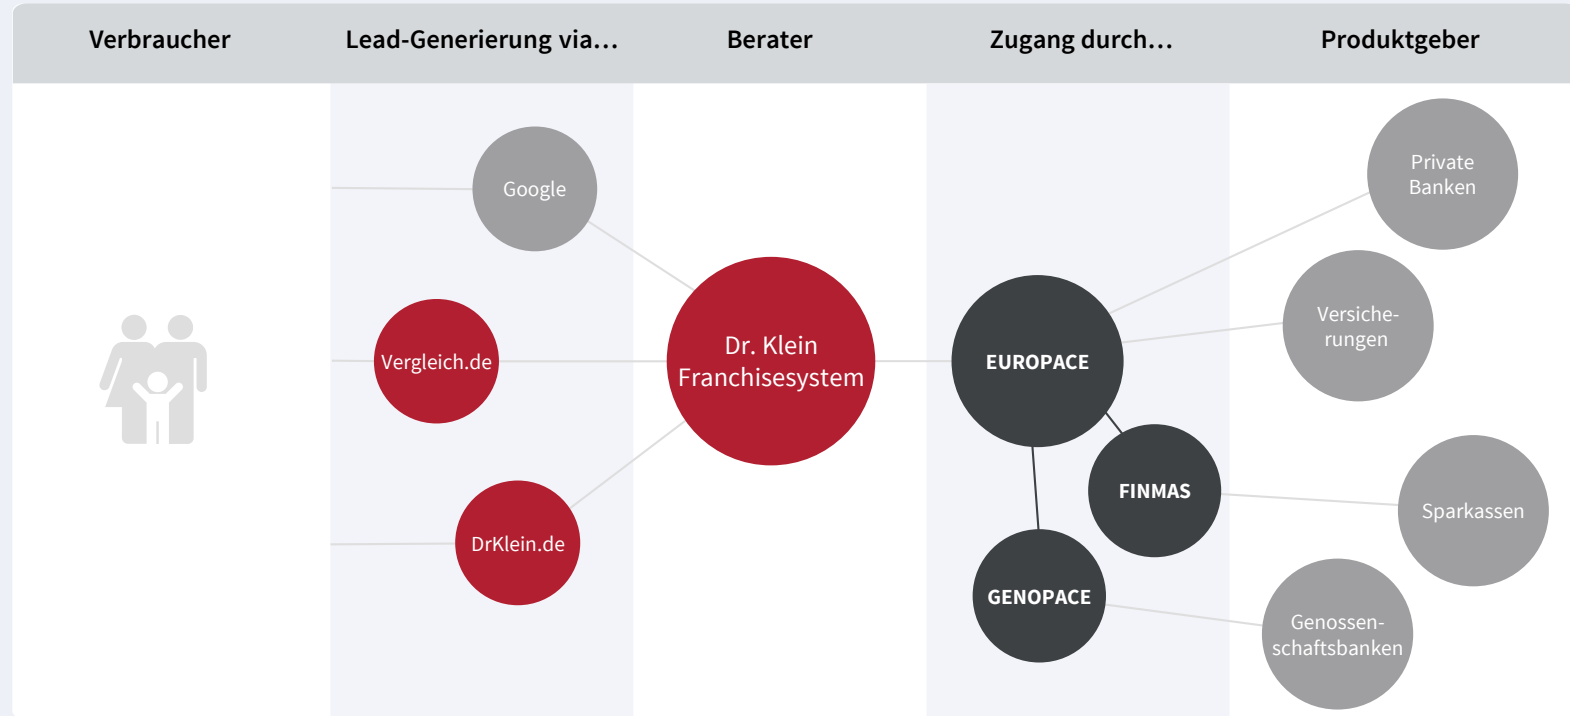 Verbraucher
Lead-Generierung via…
Berater
Zugang durch…
Produktgeber
Google
Vergleich.de
DrKlein.de
Dr. Klein
Franchisesystem
EUROPACE
FINMAS
GENOPACE
Private
Banken
Versiche-
rungen
Sparkassen
Genossen-
schaftsbanken